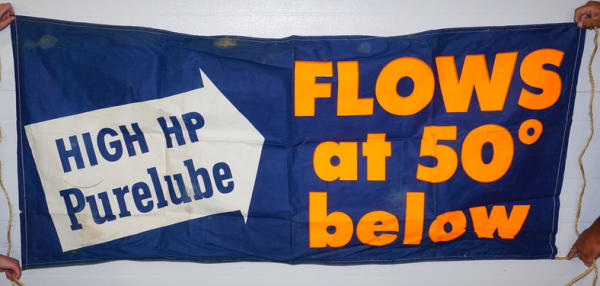 HIGH HP
Purelube
FLOWS
at 50°
below